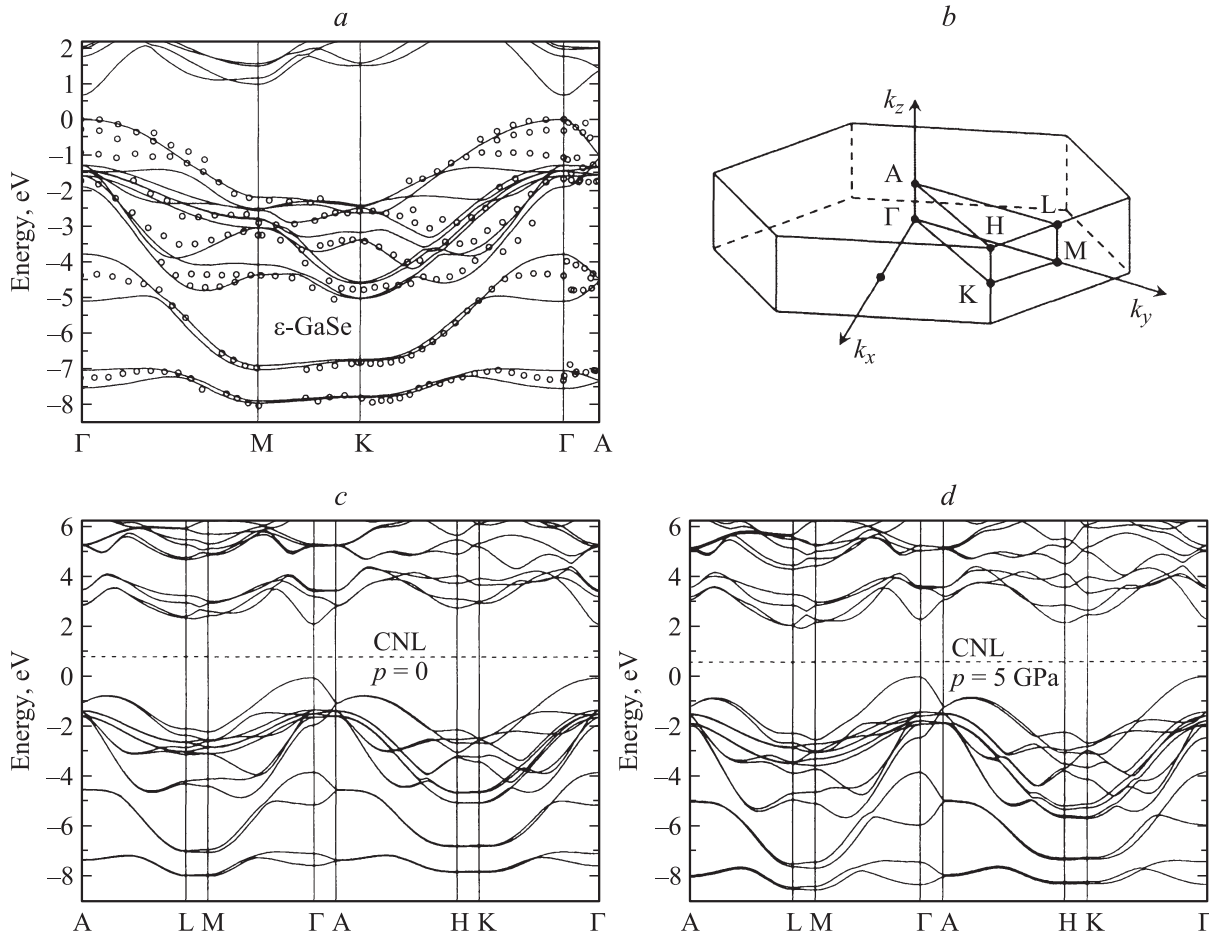 a
2
1
0
–1
–2
–3
–4
–5
–6
–7
–8
Energy, eV
ε-GaSe
Γ M K Γ A
b
k_z
A
Γ
H
L
M
K
k_y
k_x
c
6
4
2
0
–2
–4
–6
–8
Energy, eV
CNL
p = 0
A L M Γ A H K Γ
d
6
4
2
0
–2
–4
–6
–8
Energy, eV
CNL
p = 5 GPa
A L M Γ A H K Γ